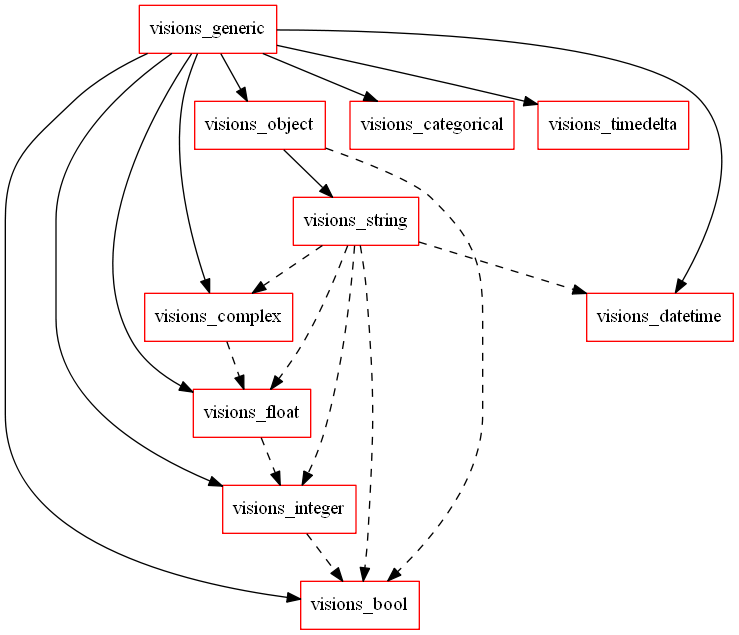 visions_generic
visions_object
visions_categorical
visions_timedelta
visions_string
visions_complex
visions_datetime
visions_float
visions_integer
visions_bool